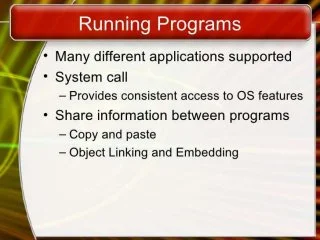 Running Programs
• Many different applications supported
• System call
– Provides consistent access to OS features
• Share information between programs
– Copy and paste
– Object Linking and Embedding